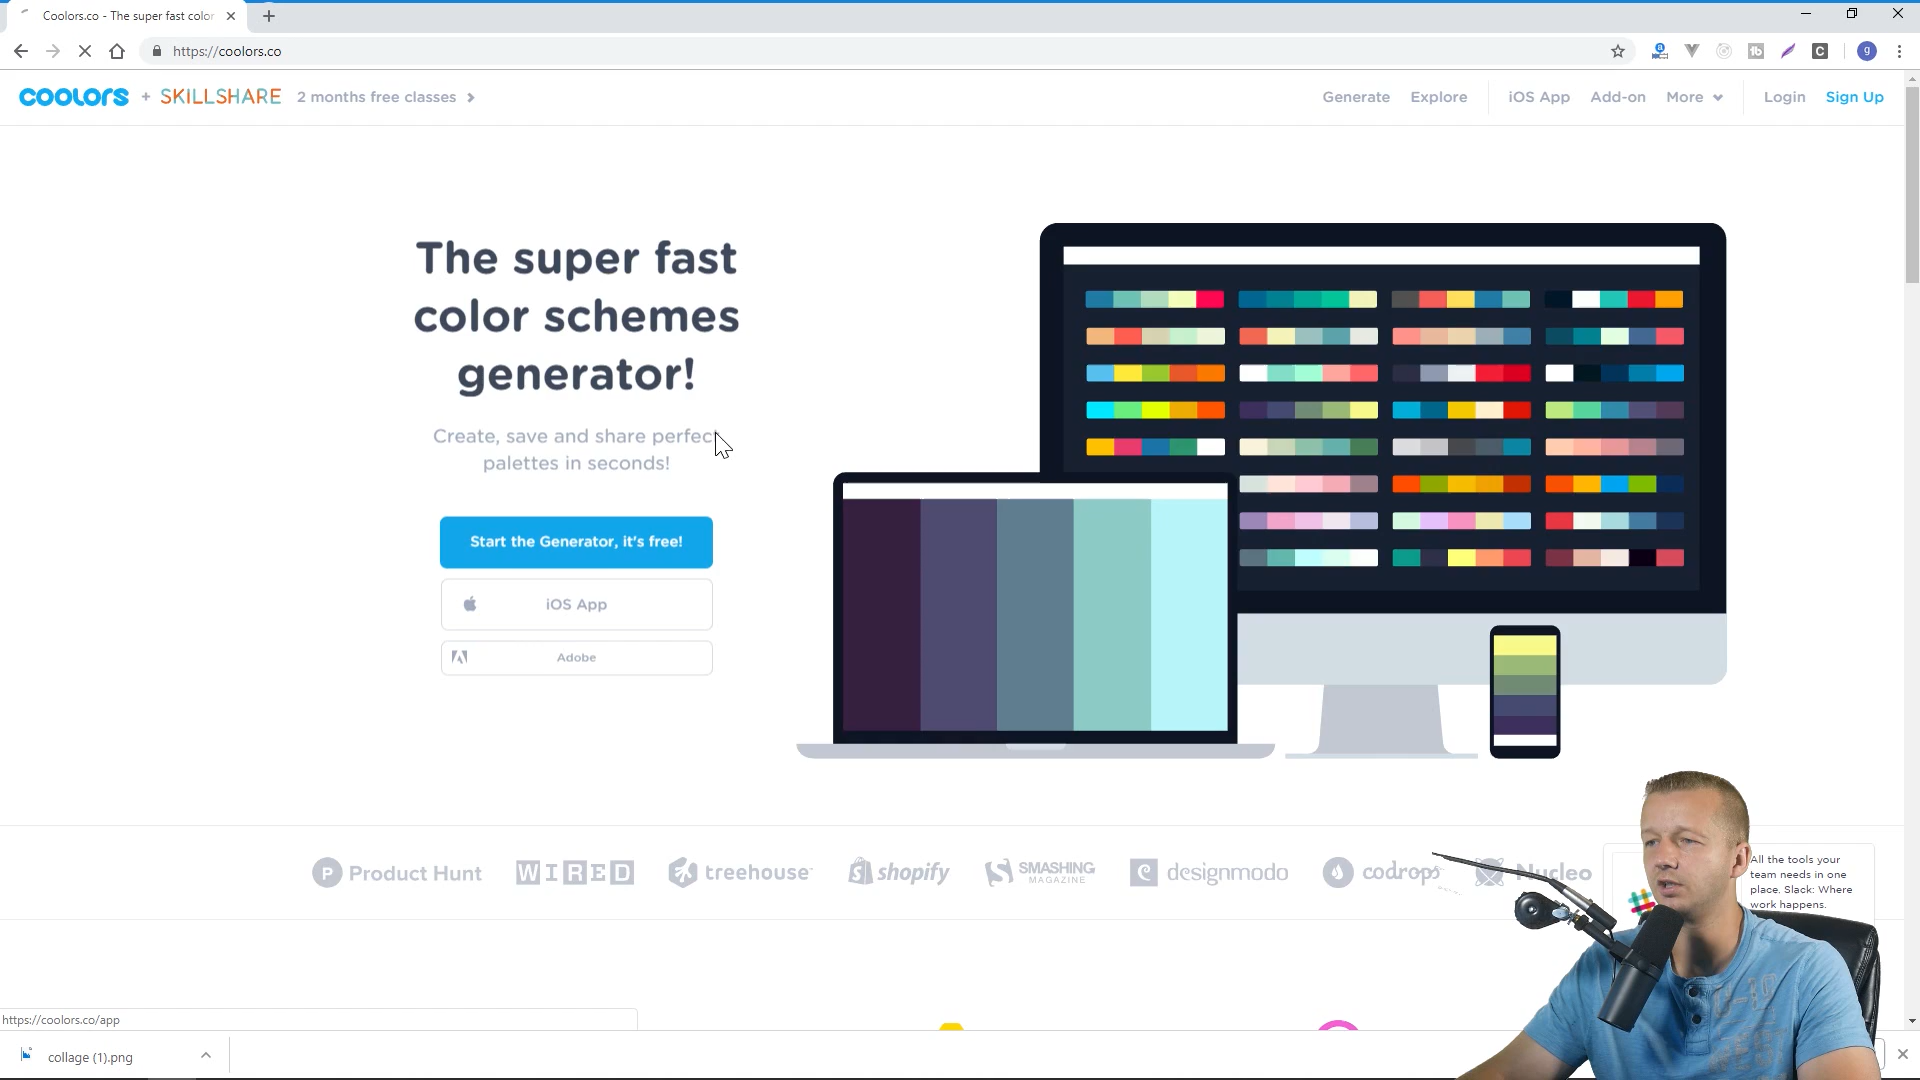 Coolors.co - The super fast color
https://coolors.co
g
coolors + SKILLSHARE 2 months free classes
Generate Explore iOS App Add-on More Login Sign Up
The super fast
color schemes
generator!
Create, save and share perfect
palettes in seconds!
Start the Generator, it's free!
iOS App
Adobe
Product Hunt WIRED treehouse shopify SMASHING MAGAZINE designmodo codrops Nucleo
All the tools your
team needs in one
place. Slack: Where
work happens.
https://coolors.co/app
collage (1).png